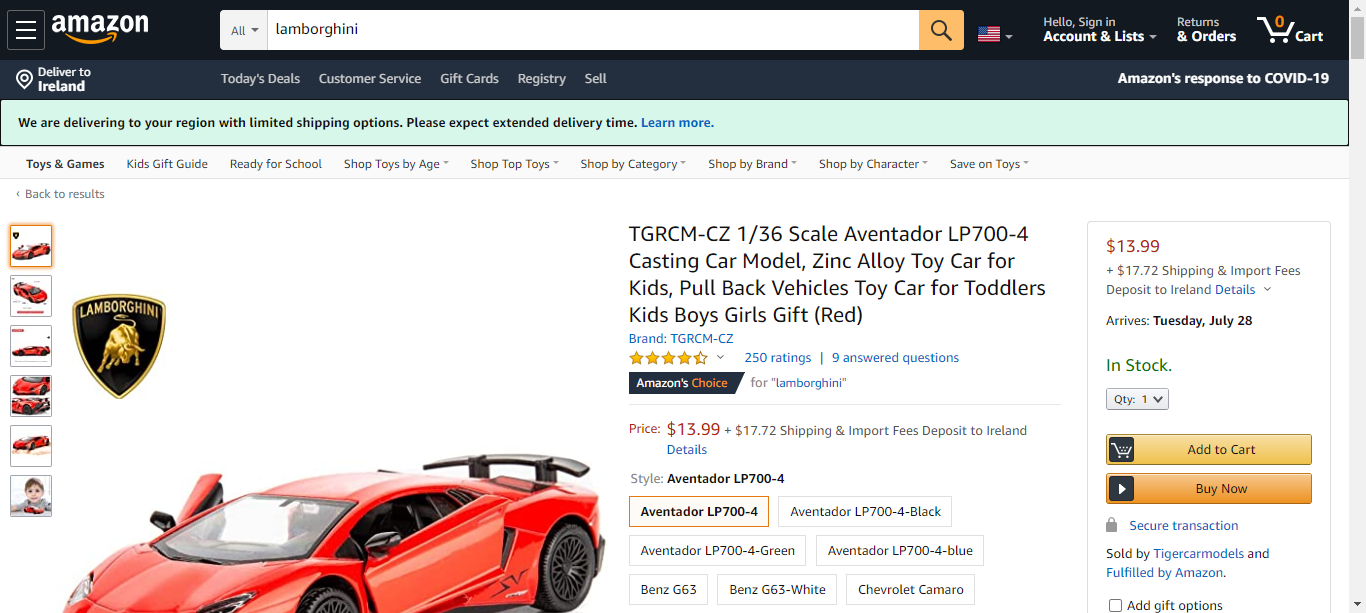 amazon
All
lamborghini
Hello, Sign in
Account & Lists
Returns
& Orders
0
Cart
Deliver to
Ireland
Today's Deals
Customer Service
Gift Cards
Registry
Sell
Amazon's response to COVID-19
We are delivering to your region with limited shipping options. Please expect extended delivery time. Learn more.
Toys & Games
Kids Gift Guide
Ready for School
Shop Toys by Age
Shop Top Toys
Shop by Category
Shop by Brand
Shop by Character
Save on Toys
‹ Back to results
LAMBORGHINI
SV
TGRCM-CZ 1/36 Scale Aventador LP700-4
Casting Car Model, Zinc Alloy Toy Car for
Kids, Pull Back Vehicles Toy Car for Toddlers
Kids Boys Girls Gift (Red)
Brand: TGRCM-CZ
250 ratings | 9 answered questions
Amazon's Choice for "lamborghini"
Price: $13.99 + $17.72 Shipping & Import Fees Deposit to Ireland
Details
Style: Aventador LP700-4
Aventador LP700-4
Aventador LP700-4-Black
Aventador LP700-4-Green
Aventador LP700-4-blue
Benz G63
Benz G63-White
Chevrolet Camaro
$13.99
+ $17.72 Shipping & Import Fees
Deposit to Ireland Details
Arrives: Tuesday, July 28
In Stock.
Qty: 1
Add to Cart
Buy Now
Secure transaction
Sold by Tigercarmodels and
Fulfilled by Amazon.
Add gift options